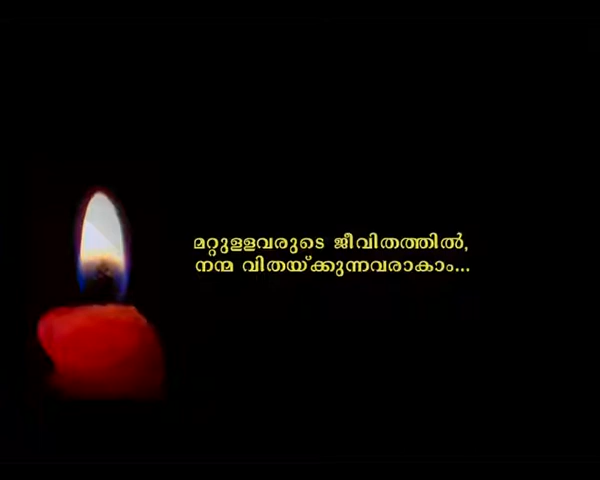 മറ്റുള്ളവരുടെ ജീവിതത്തിൽ,
നന്മ വിതയ്ക്കുന്നവരാകാം...